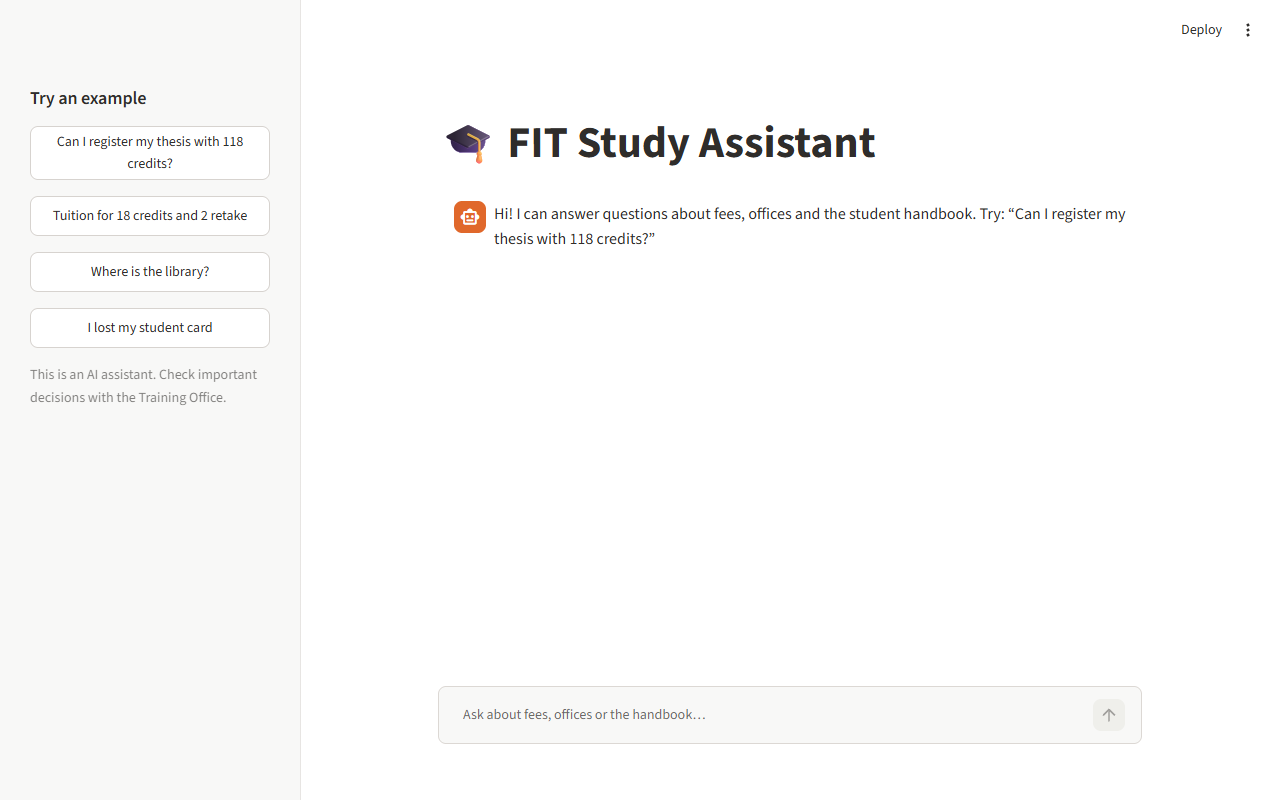 Deploy
Try an example
Can I register my thesis with 118
credits?
Tuition for 18 credits and 2 retake
Where is the library?
I lost my student card
This is an AI assistant. Check important
decisions with the Training Office.
FIT Study Assistant
Hi! I can answer questions about fees, offices and the student handbook. Try: “Can I register my
thesis with 118 credits?”
Ask about fees, offices or the handbook…